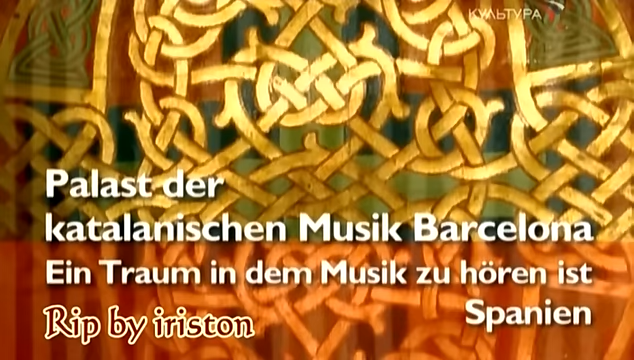 КУЛЬТУРА
Palast der
katalanischen Musik Barcelona
Ein Traum in dem Musik zu hören ist
Spanien
Rip by iriston